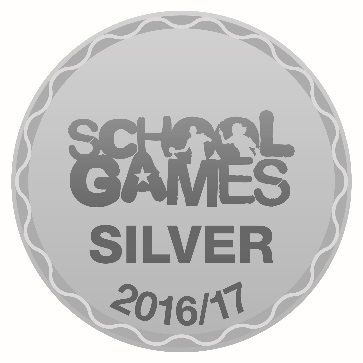 SCHOOL
GAMES
SILVER
2016/17